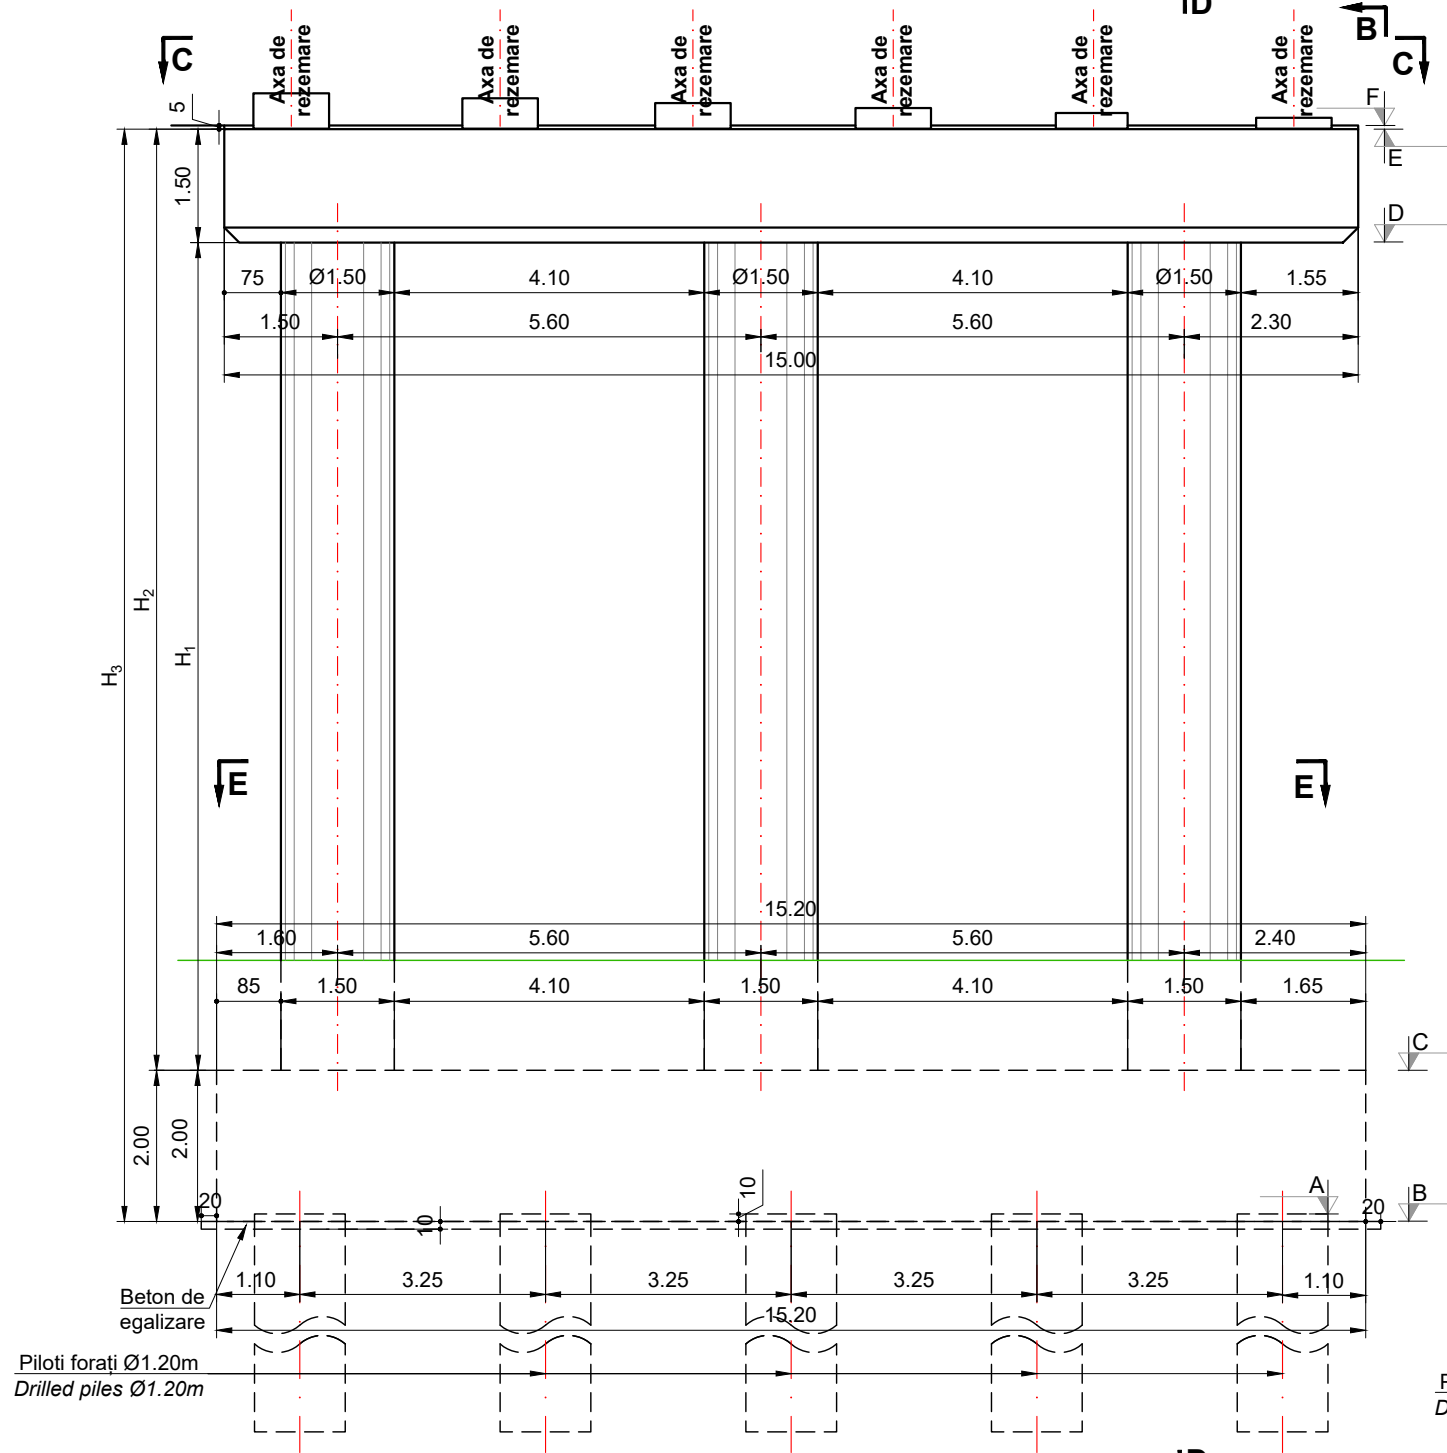 D
B
C
C
Axa de
rezemare
Axa de
rezemare
Axa de
rezemare
Axa de
rezemare
Axa de
rezemare
Axa de
rezemare
F
5
E
1.50
D
75
Ø1.50
4.10
Ø1.50
4.10
Ø1.50
1.55
1.50
5.60
5.60
2.30
15.00
H2
H1
H3
E
E
15.20
1.60
5.60
5.60
2.40
85
1.50
4.10
1.50
4.10
1.50
1.65
C
2.00
2.00
10
A
B
20
10
20
1.10
3.25
3.25
3.25
3.25
1.10
Beton de
egalizare
15.20
Piloti forați Ø1.20m
Drilled piles Ø1.20m